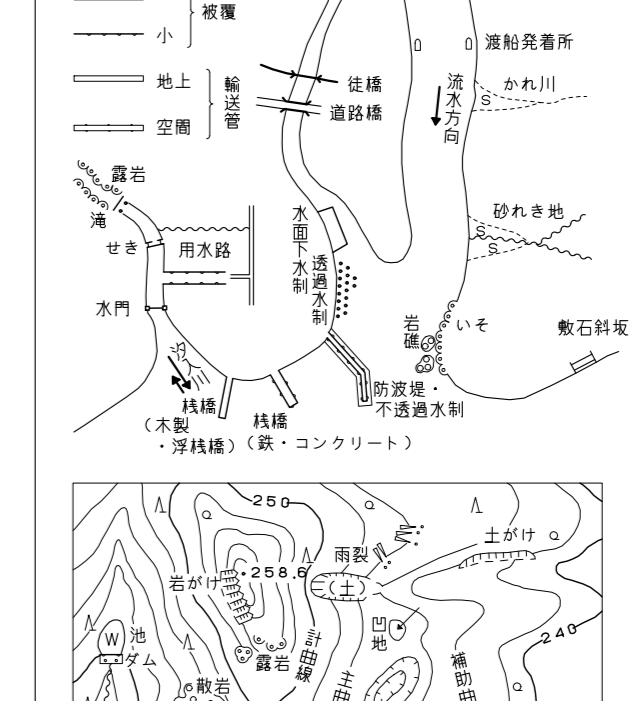 被覆
小
地上
空間
輸送管
徒橋
道路橋
渡船発着所
流水方向
かれ川
S
露岩
滝
せき
用水路
水門
水面下水制
透過水制
砂れき地
S
S
岩礁
いそ
敷石斜坂
桟橋
(木製
・浮桟橋)
桟橋
(鉄・コンクリート)
防波堤・
不透過水制
250
258.6
岩がけ
雨裂
土がけ
土
凹地
240
W
池
ダム
露岩
散岩
計曲線
主曲
補助曲